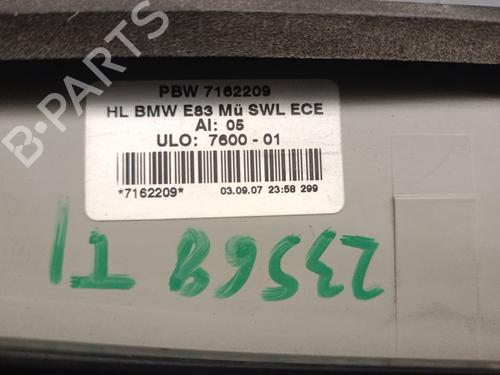 PBW 7162209
HL BMW E83 Mü SWL ECE
AI: 05
ULO: 7600 - 01
*7162209* 03.09.07 23:58 299
23568 TI
B-PARTS